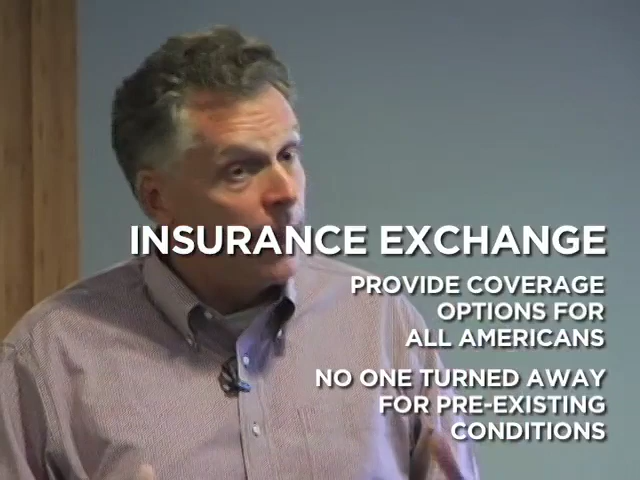 INSURANCE EXCHANGE
PROVIDE COVERAGE
OPTIONS FOR
ALL AMERICANS
NO ONE TURNED AWAY
FOR PRE-EXISTING
CONDITIONS